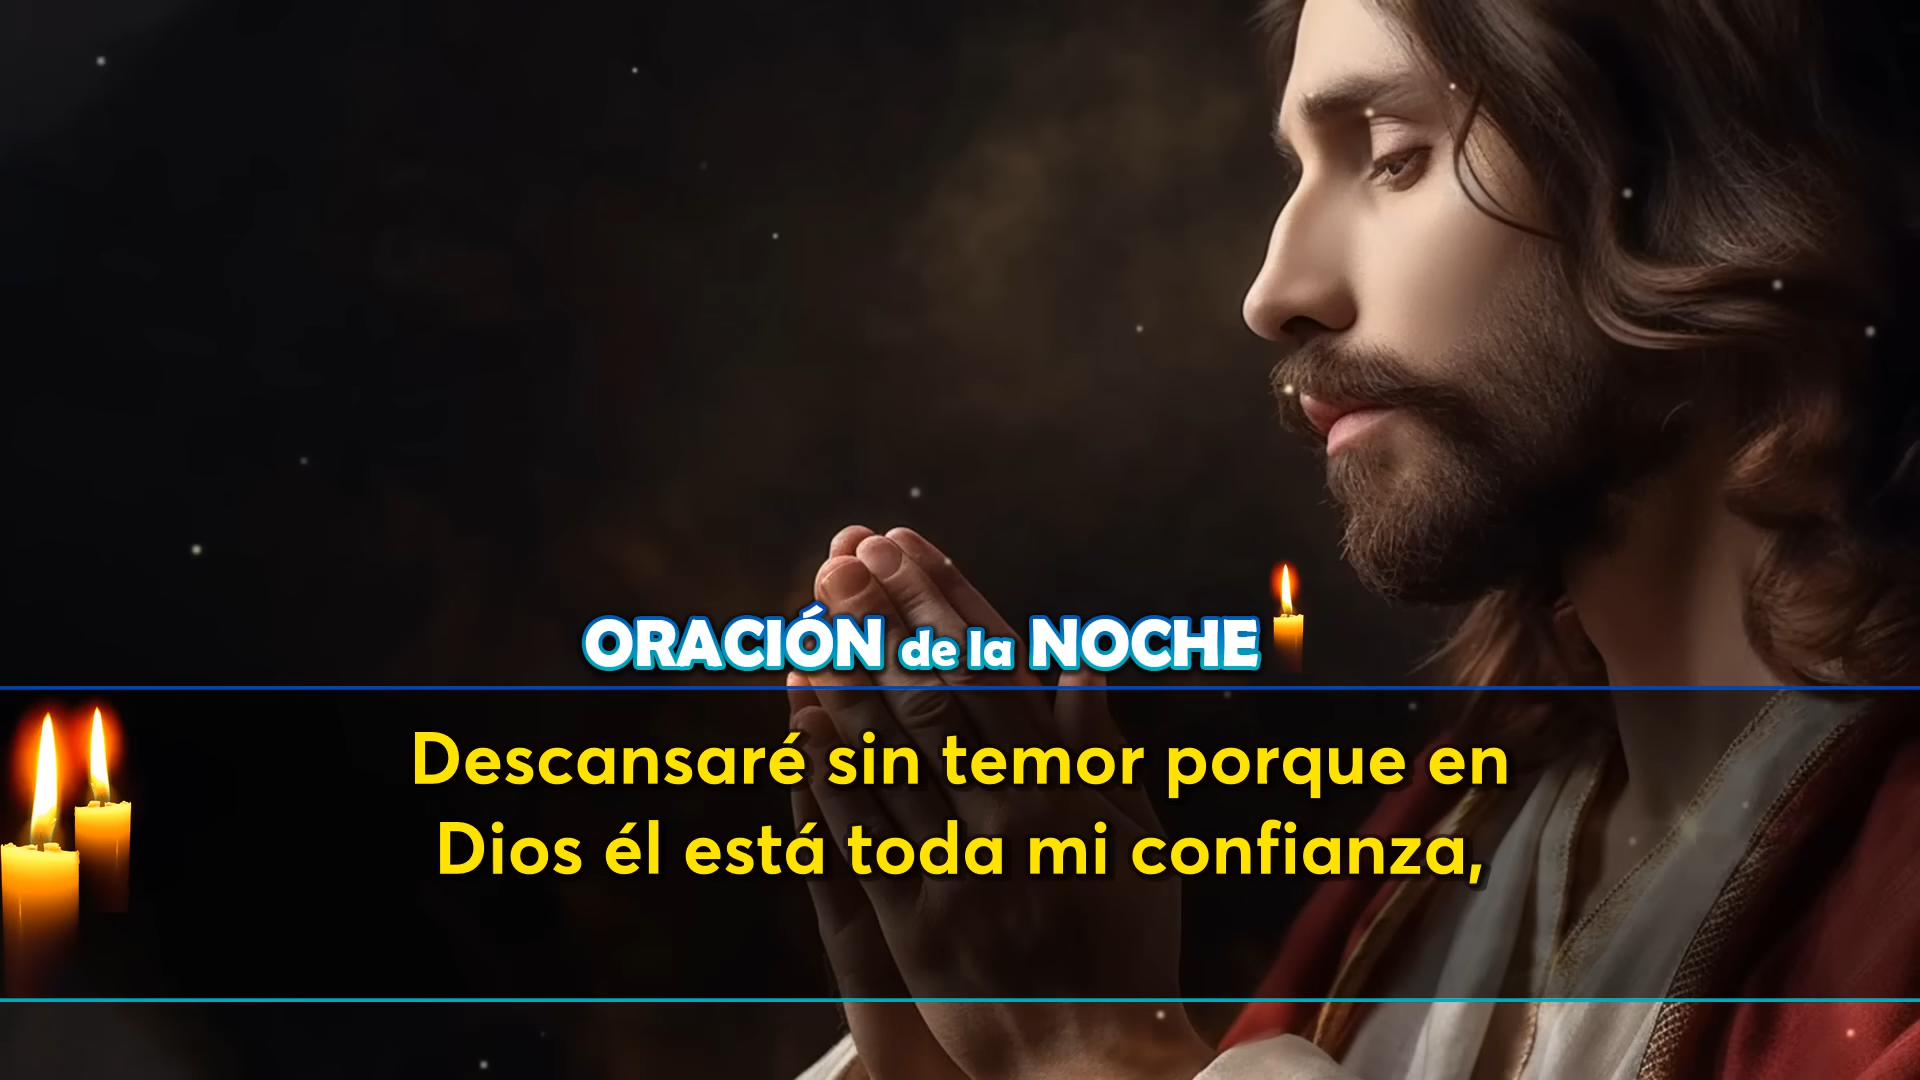 ORACIÓN de la NOCHE
Descansaré sin temor porque en
Dios él está toda mi confianza,